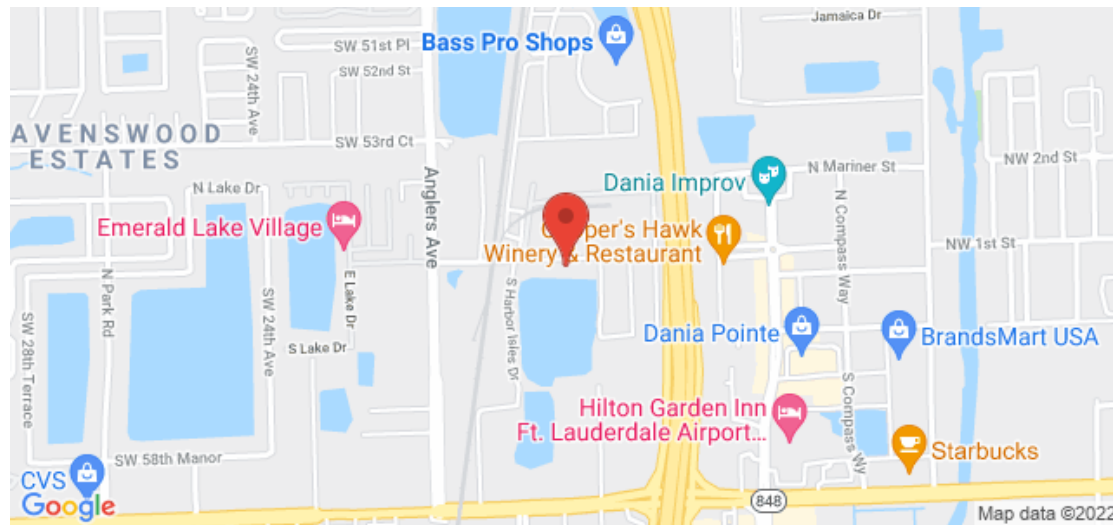 Jamaica Dr
SW 51st Pl
Bass Pro Shops
SW 52nd St
SW 24th Ave
AVENSWOOD
ESTATES
SW 53rd Ct
NW 2nd St
N Mariner St
Dania Improv
N Lake Dr
Anglers Ave
Emerald Lake Village
per's Hawk
Winery & Restaurant
N Compass Way
NW 1st St
N Park Rd
E Lake Dr
S Harbor Isles Dr
SW 24th Ave
SW 28th Terrace
S Lake Dr
Dania Pointe
BrandsMart USA
S Compass Wy
Hilton Garden Inn
Ft. Lauderdale Airport...
Starbucks
SW 58th Manor
CVS
Google
848
Map data ©2022